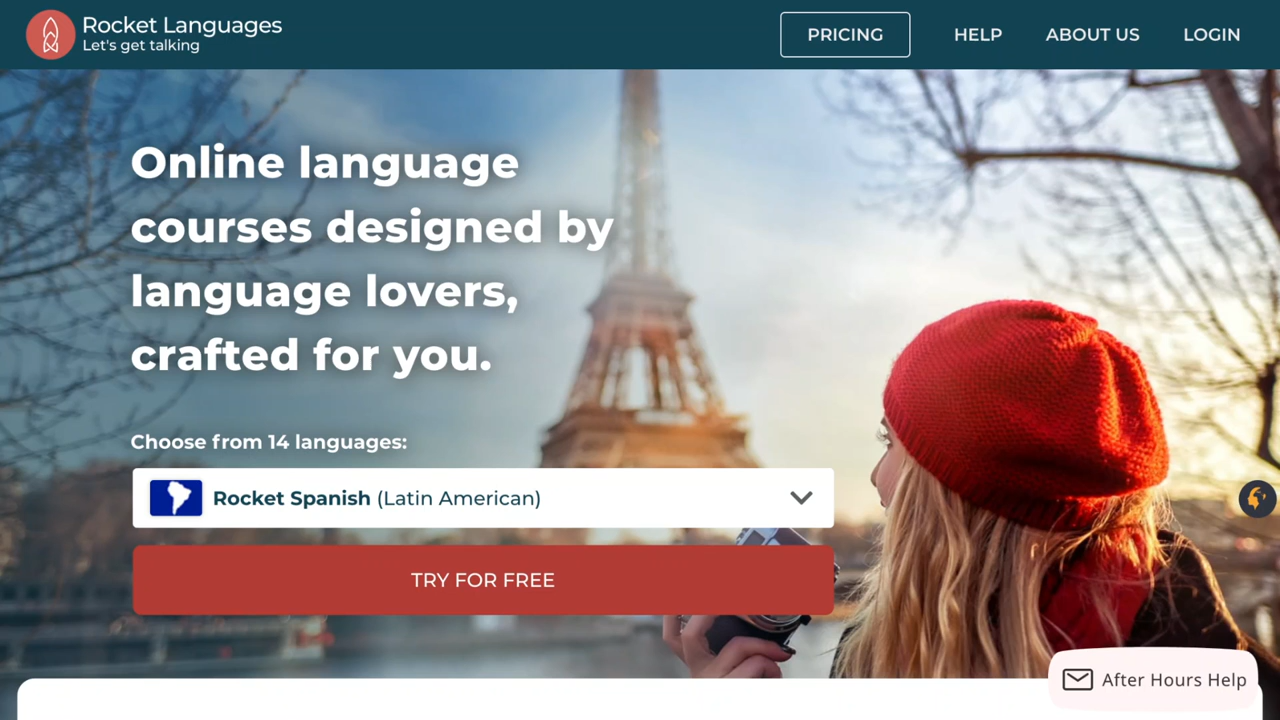 Rocket Languages
Let's get talking
PRICING
HELP
ABOUT US
LOGIN
Online language
courses designed by
language lovers,
crafted for you.
Choose from 14 languages:
Rocket Spanish (Latin American)
TRY FOR FREE
After Hours Help